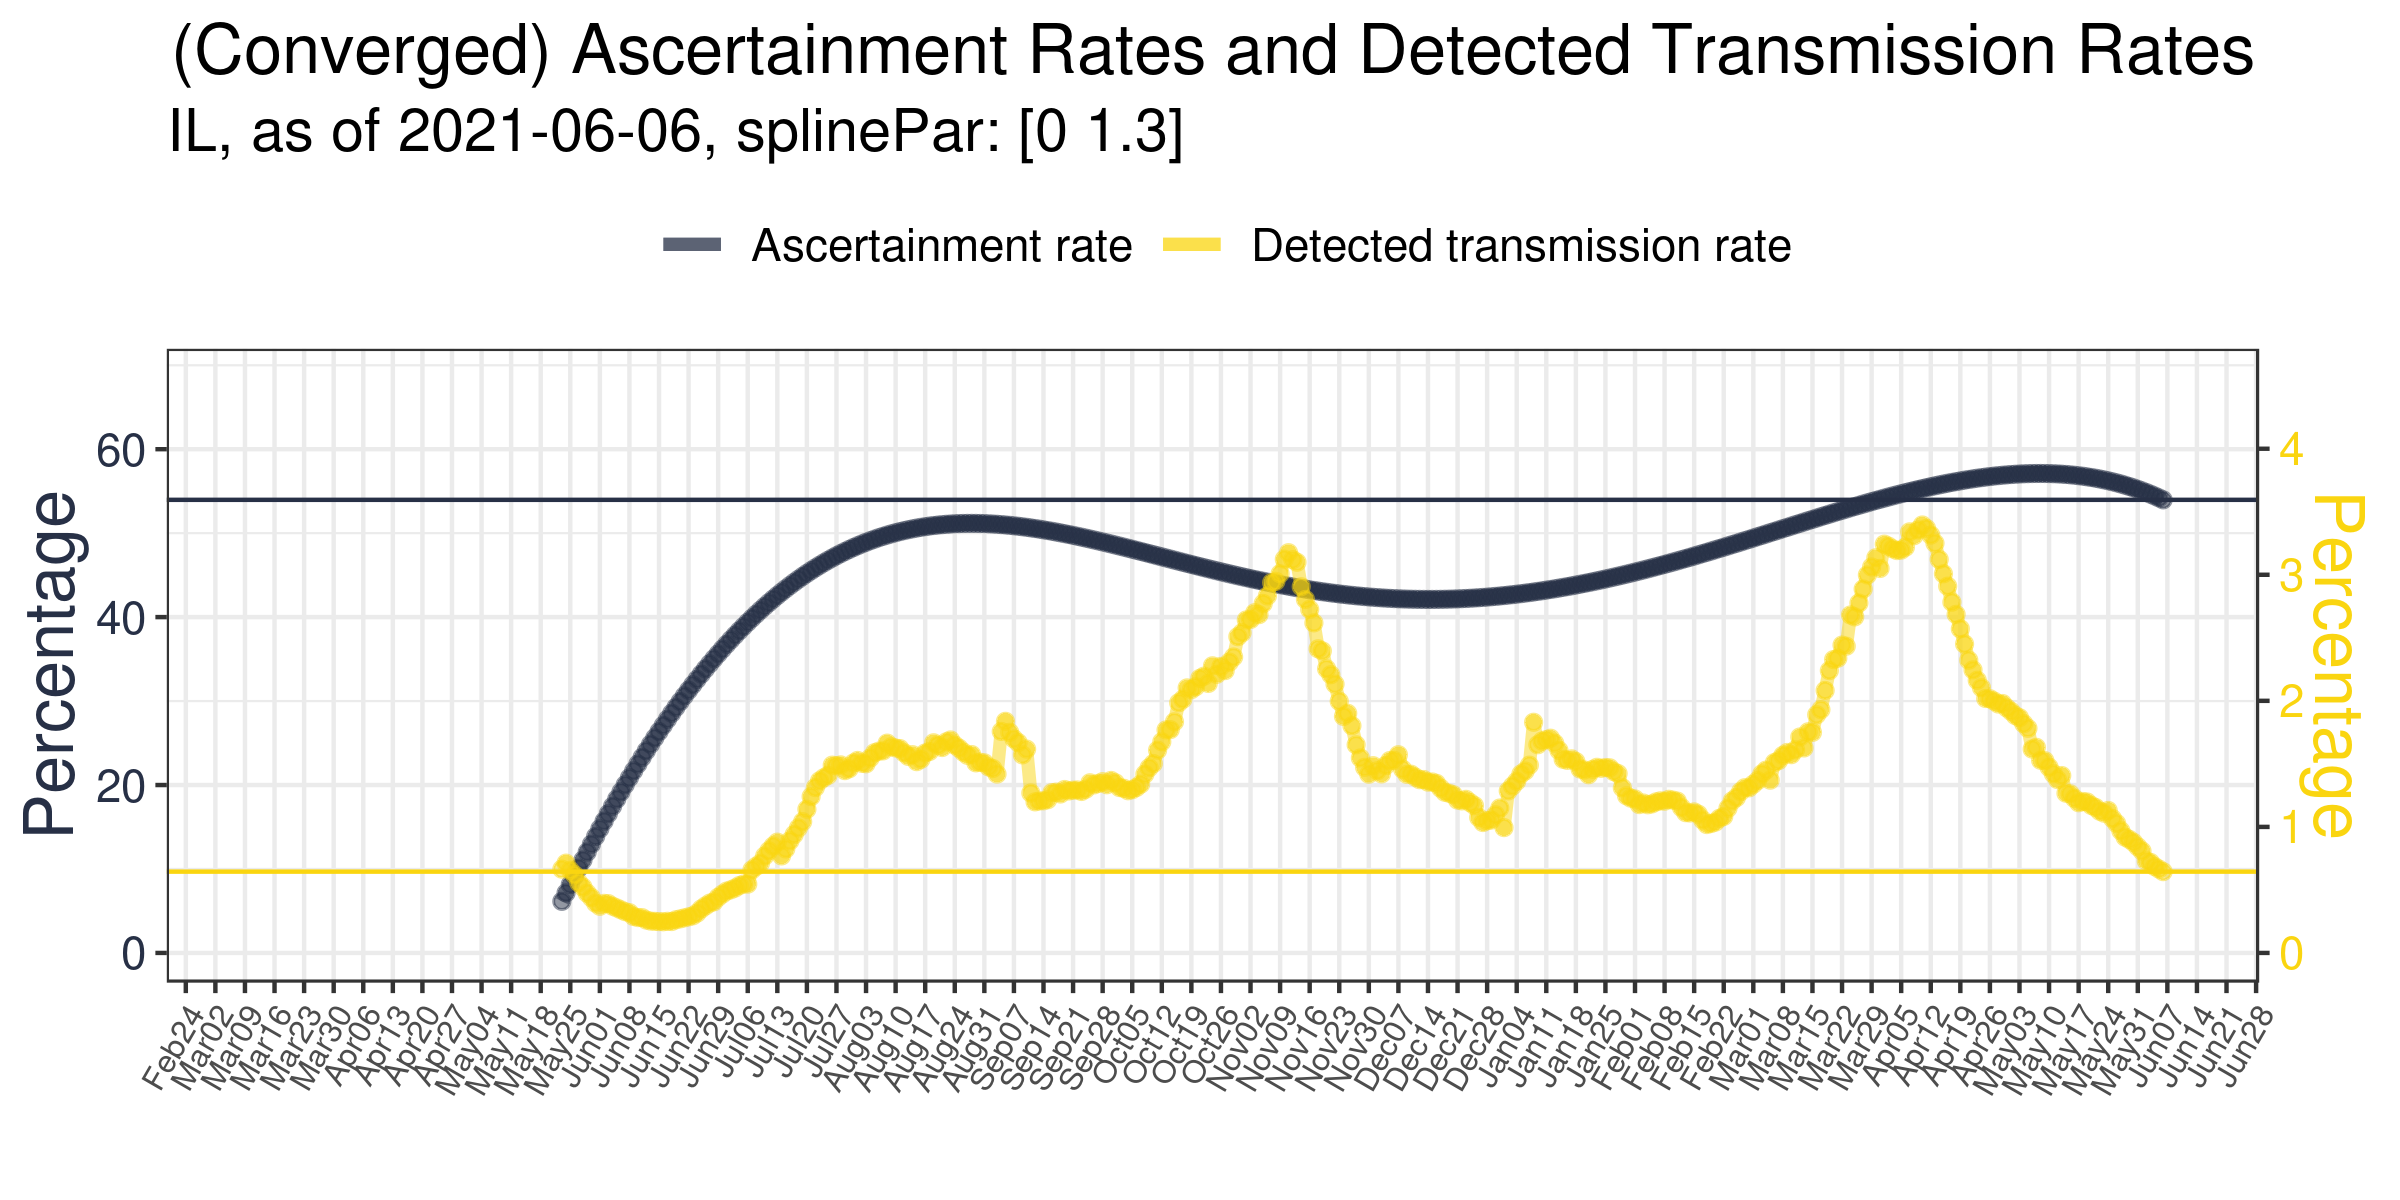 (Converged) Ascertainment Rates and Detected Transmission Rates
IL, as of 2021-06-06, splinePar: [0 1.3]
Ascertainment rate
Detected transmission rate
Percentage
60
40
20
0
4
3
2
1
0
Percentage
Feb24
Mar02
Mar09
Mar16
Mar23
Mar30
Apr06
Apr13
Apr20
Apr27
May04
May11
May18
May25
Jun01
Jun08
Jun15
Jun22
Jun29
Jul06
Jul13
Jul20
Jul27
Aug03
Aug10
Aug17
Aug24
Aug31
Sep07
Sep14
Sep21
Sep28
Oct05
Oct12
Oct19
Oct26
Nov02
Nov09
Nov16
Nov23
Nov30
Dec07
Dec14
Dec21
Dec28
Jan04
Jan11
Jan18
Jan25
Feb01
Feb08
Feb15
Feb22
Mar01
Mar08
Mar15
Mar22
Mar29
Apr05
Apr12
Apr19
Apr26
May03
May10
May17
May24
May31
Jun07
Jun14
Jun21
Jun28